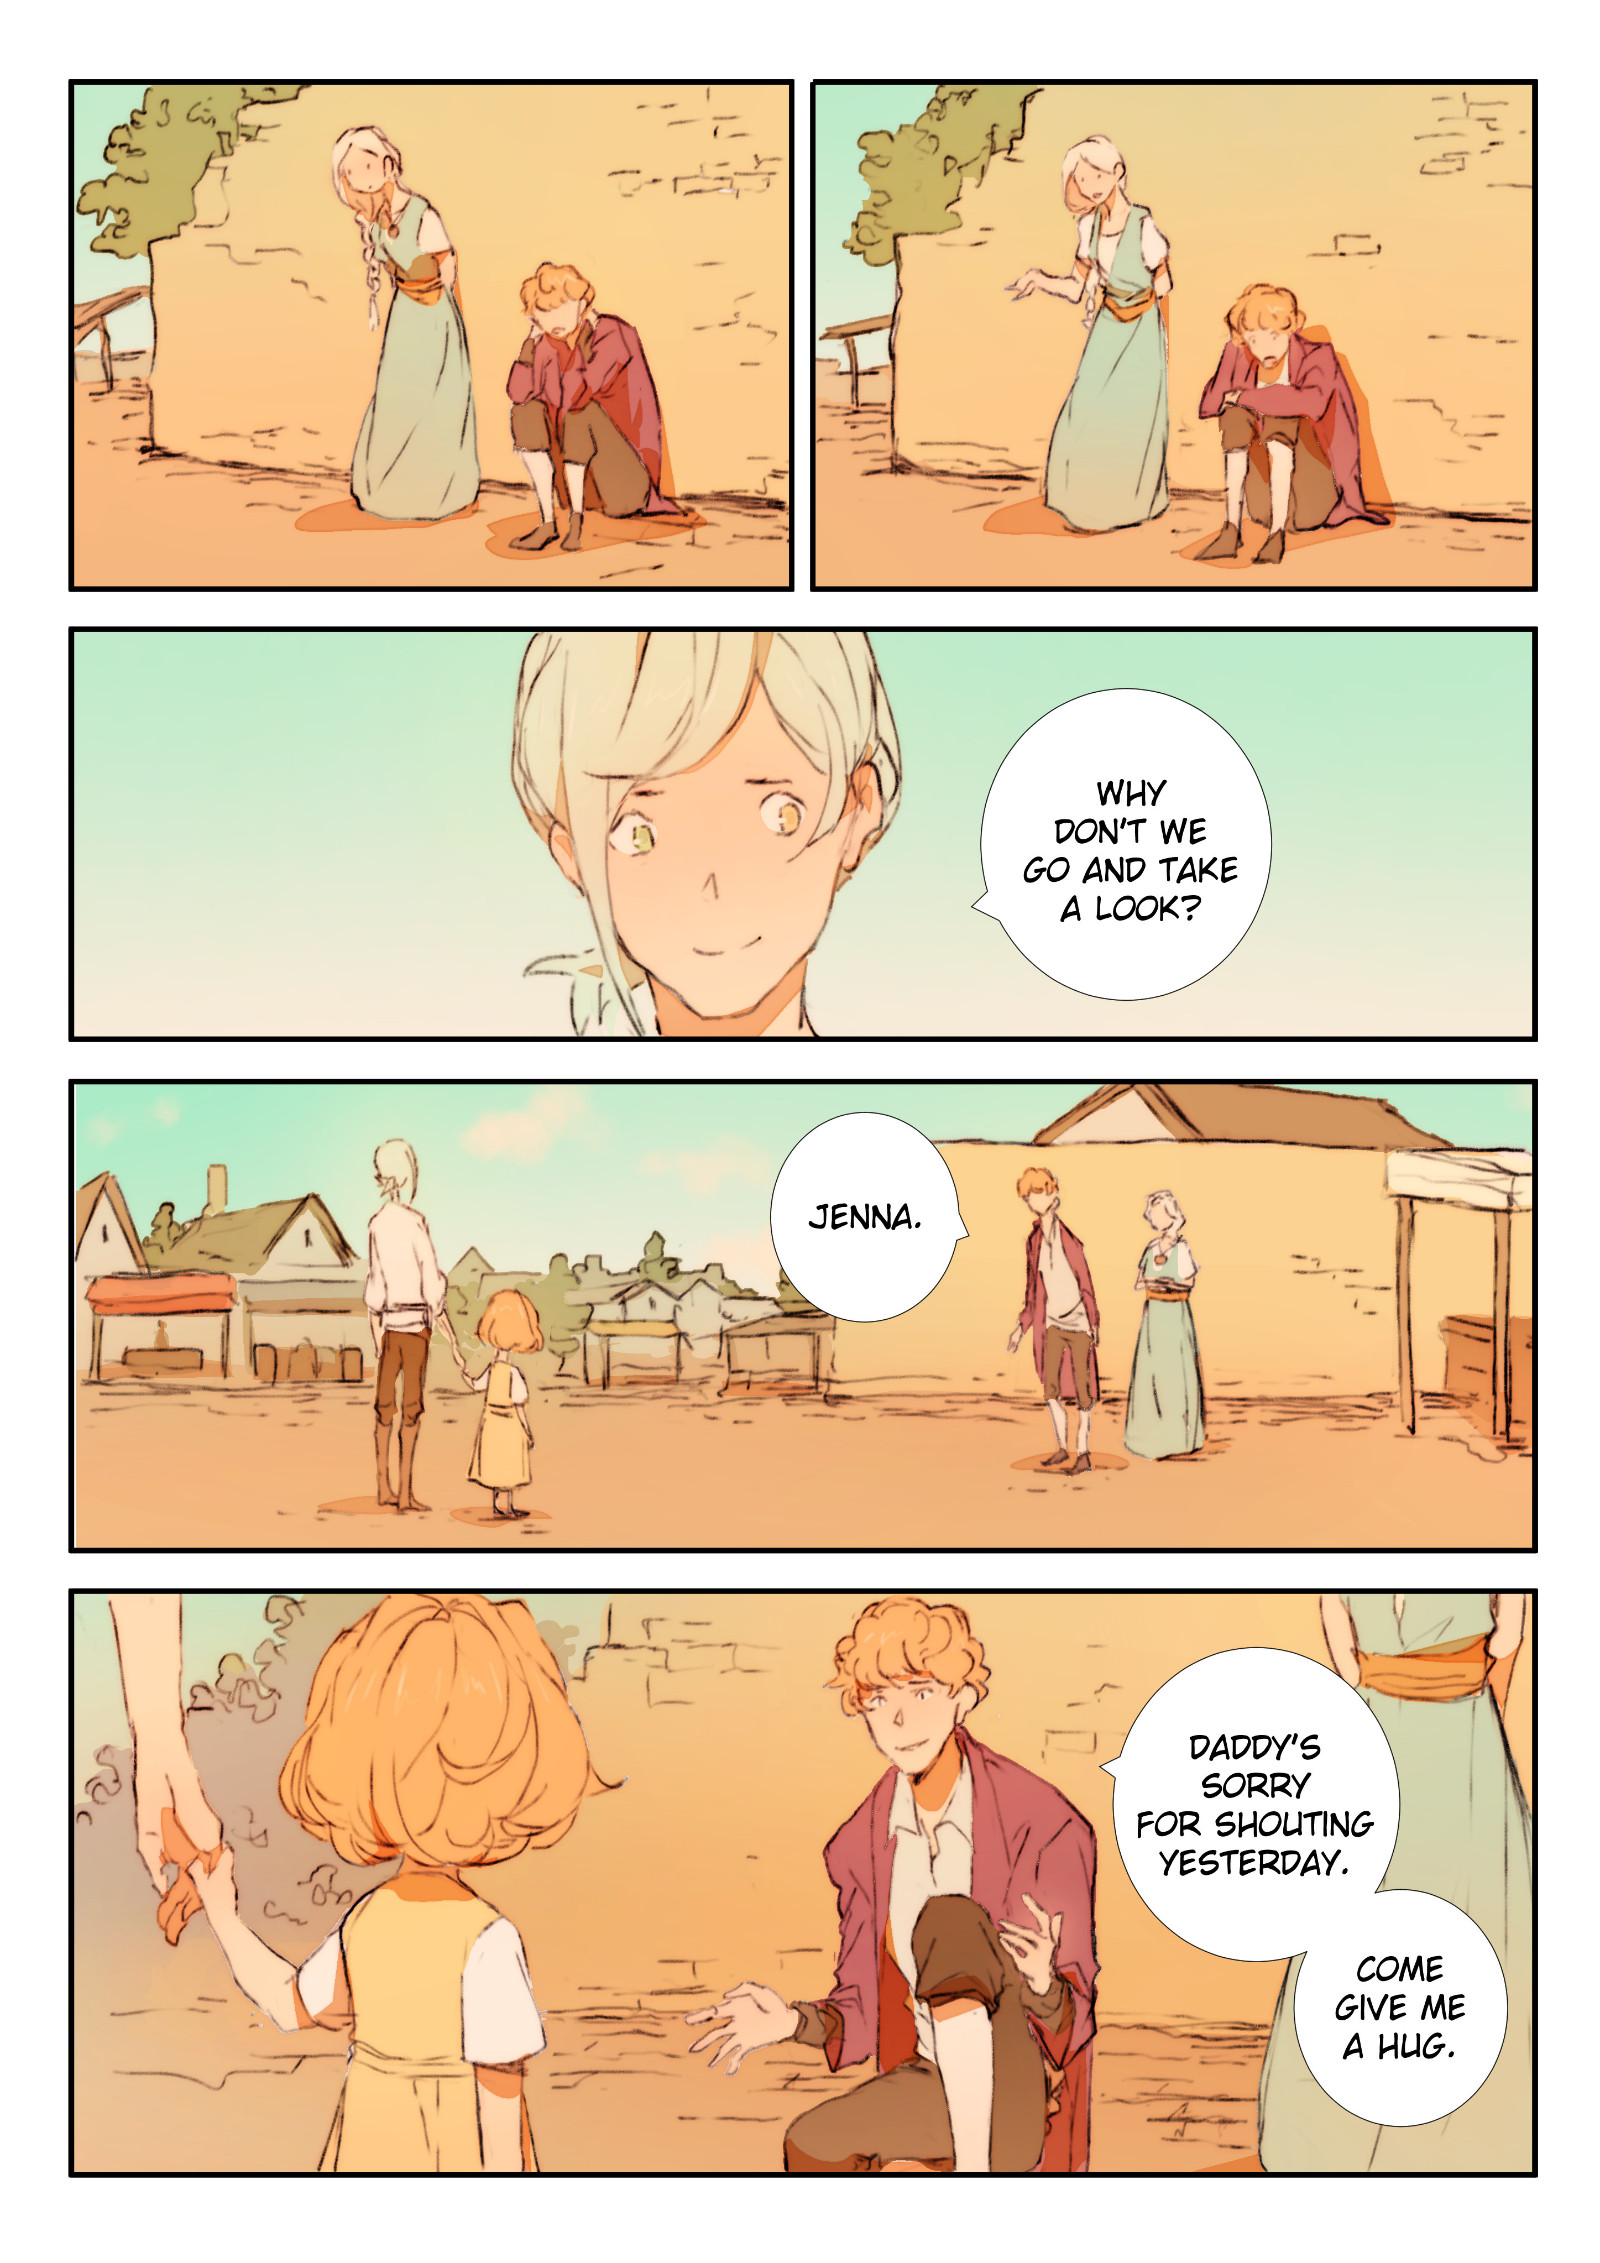 WHY
DON'T WE
GO AND TAKE
A LOOK?
JENNA.
DADDY'S
SORRY
FOR SHOUTING
YESTERDAY.
COME
GIVE ME
A HUG.